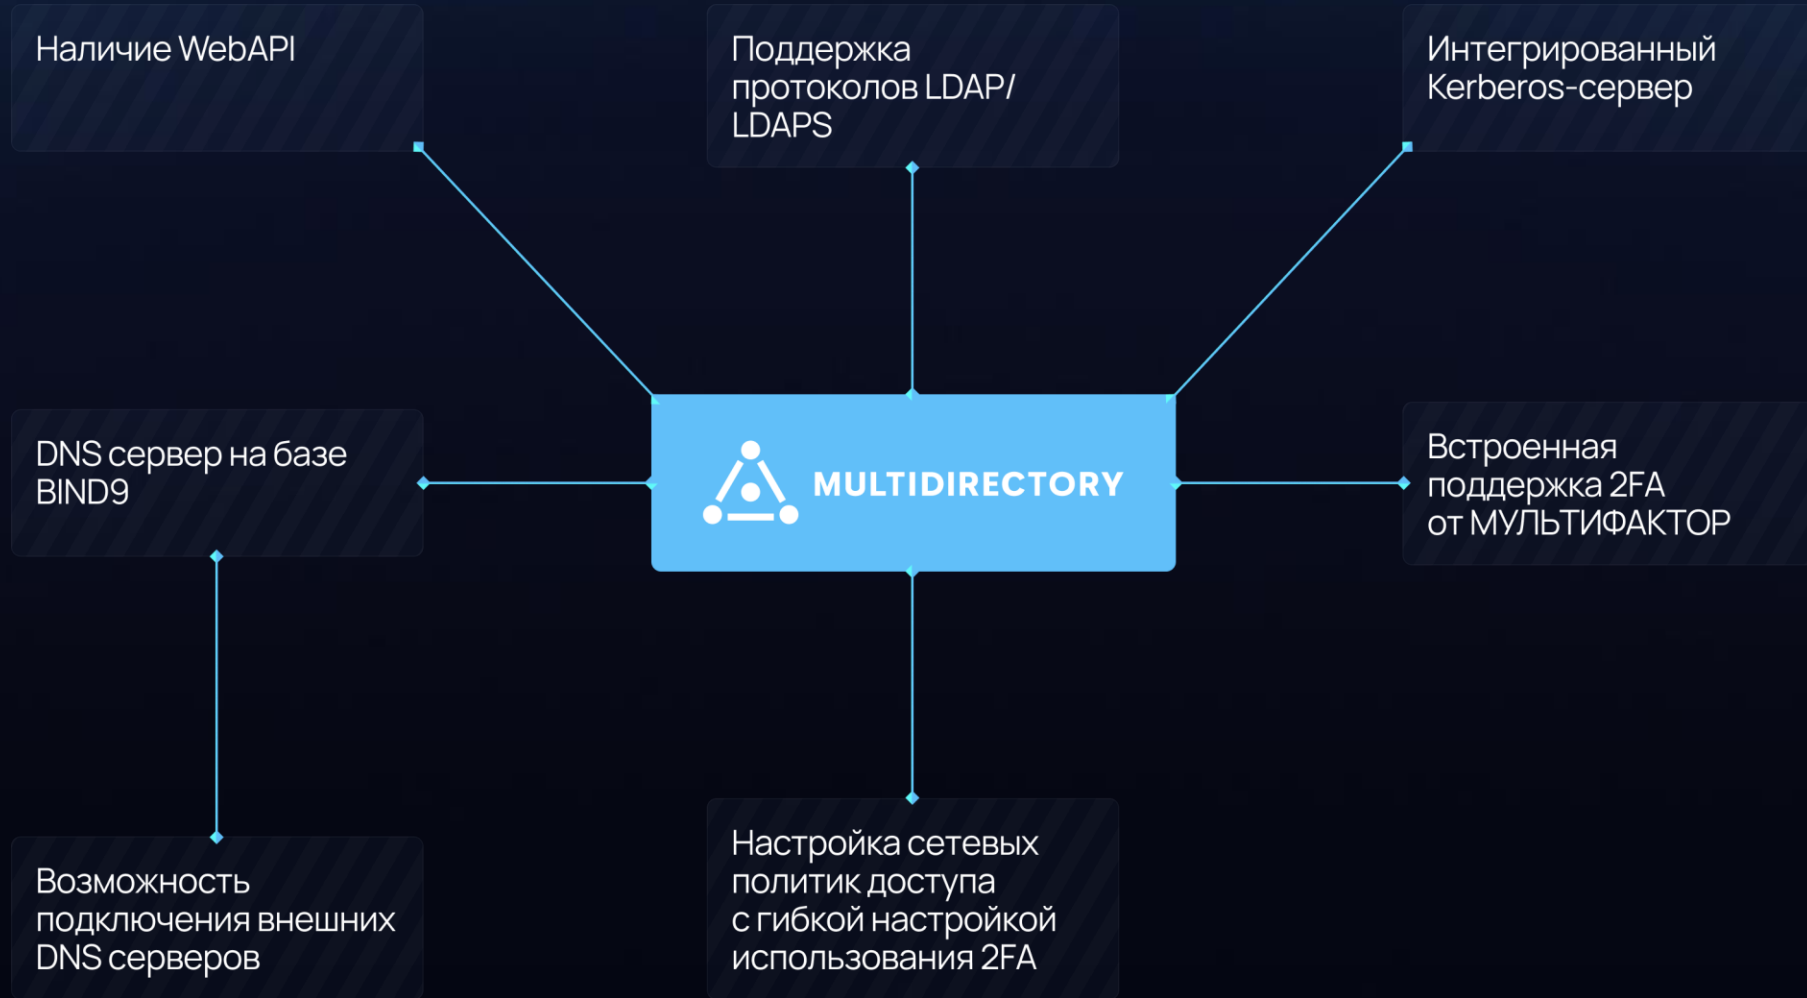 Наличие WebAPI
Поддержка
протоколов LDAP/
LDAPS
Интегрированный
Kerberos-сервер
DNS сервер на базе
BIND9
MULTIDIRECTORY
Встроенная
поддержка 2FA
от МУЛЬТИФАКТОР
Возможность
подключения внешних
DNS серверов
Настройка сетевых
политик доступа
с гибкой настройкой
использования 2FA